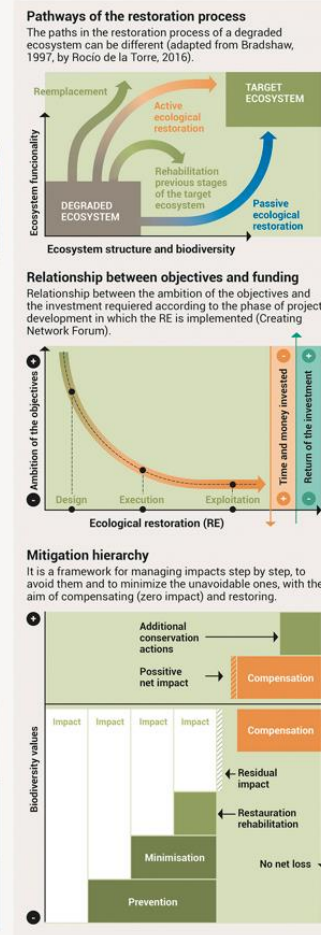 Pathways of the restoration process
The paths in the restoration process of a degraded
ecosystem can be different (adapted from Bradshaw,
1997, by Rocío de la Torre, 2016).
Ecosystem functionality
Reemplacement
Active
ecological
restoration
TARGET
ECOSYSTEM
Rehabilitation
previous stages
of the target
ecosystem
DEGRADED
ECOSYSTEM
Passive
ecological
restoration
Ecosystem structure and biodiversity
Relationship between objectives and funding
Relationship between the ambition of the objectives and
the investment requiered according to the phase of project
development in which the RE is implemented (Creating
Network Forum).
+
Ambition of the objectives
-
Design
Execution
Exploitation
-
Time and money invested
+
+
Return of the investment
-
Ecological restoration (RE)
Mitigation hierarchy
It is a framework for managing impacts step by step, to
avoid them and to minimize the unavoidable ones, with the
aim of compensating (zero impact) and restoring.
+
Biodiversity values
-
Additional
conservation
actions
Possitive
net impact
Compensation
Impact
Impact
Impact
Impact
Compensation
Residual
impact
Restauration
rehabilitation
Minimisation
No net loss
Prevention